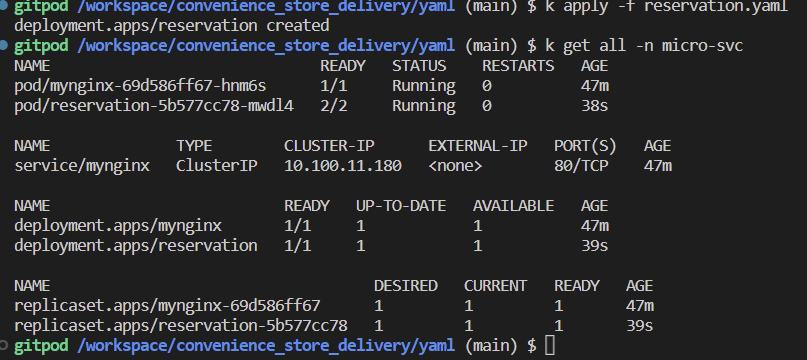 gitpod /workspace/convenience_store_delivery/yaml (main) $ k apply -f reservation.yaml
deployment.apps/reservation created
gitpod /workspace/convenience_store_delivery/yaml (main) $ k get all -n micro-svc
NAME READY STATUS RESTARTS AGE
pod/mynginx-69d586ff67-hnm6s 1/1 Running 0 47m
pod/reservation-5b577cc78-mwdl4 2/2 Running 0 38s
NAME TYPE CLUSTER-IP EXTERNAL-IP PORT(S) AGE
service/mynginx ClusterIP 10.100.11.180 <none> 80/TCP 47m
NAME READY UP-TO-DATE AVAILABLE AGE
deployment.apps/mynginx 1/1 1 1 47m
deployment.apps/reservation 1/1 1 1 39s
NAME DESIRED CURRENT READY AGE
replicaset.apps/mynginx-69d586ff67 1 1 1 47m
replicaset.apps/reservation-5b577cc78 1 1 1 39s
gitpod /workspace/convenience_store_delivery/yaml (main) $